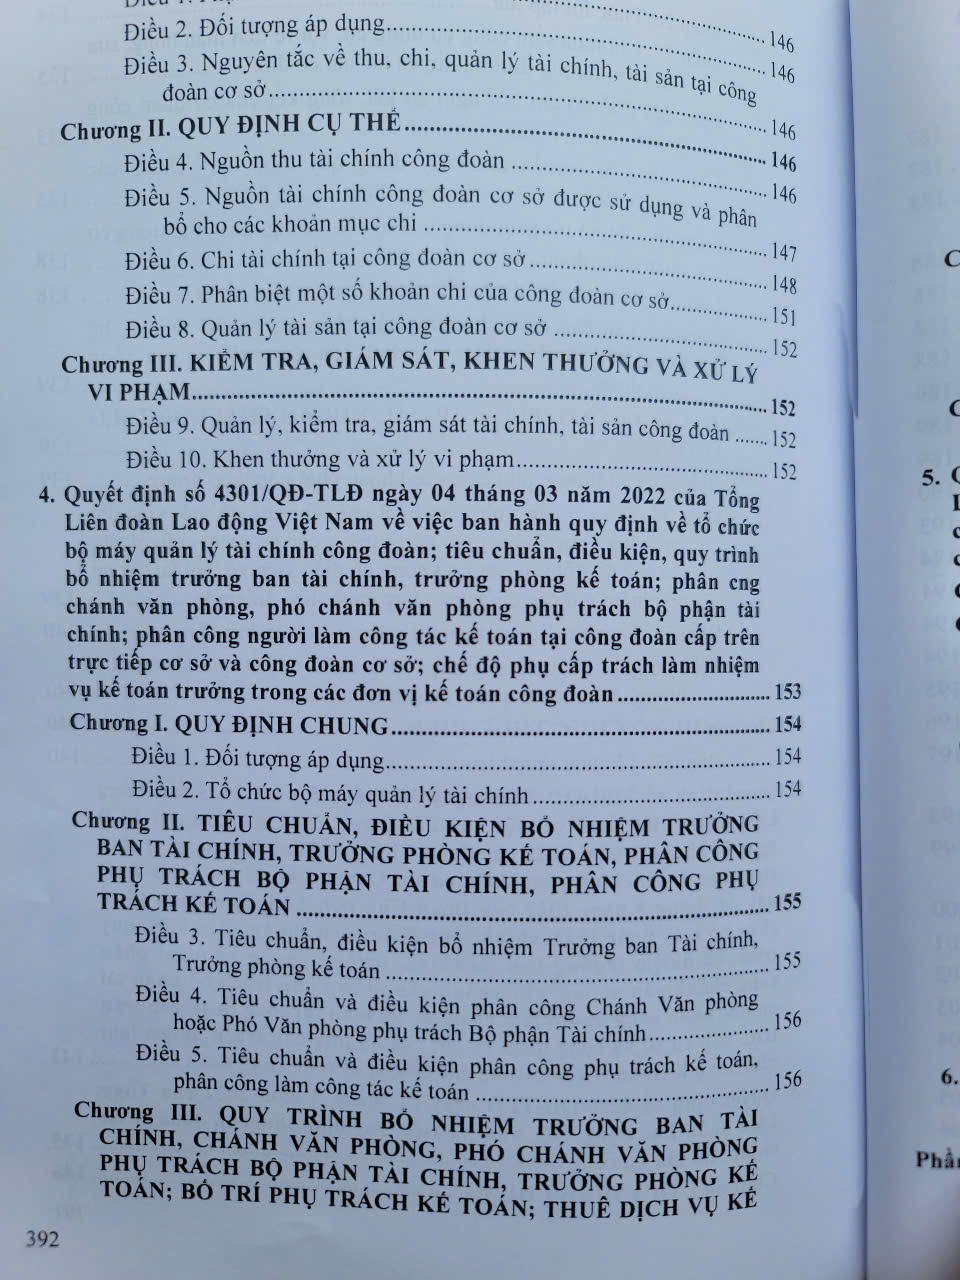 Điều 2. Đối tượng áp dụng.......146
Điều 3. Nguyên tắc về thu, chi, quản lý tài chính, tài sản tại công
đoàn cơ sở.......146
Chương II. QUY ĐỊNH CỤ THỂ.......146
Điều 4. Nguồn thu tài chính công đoàn.......146
Điều 5. Nguồn tài chính công đoàn cơ sở được sử dụng và phân
bổ cho các khoản mục chi.......147
Điều 6. Chi tài chính tại công đoàn cơ sở.......148
Điều 7. Phân biệt một số khoản chi của công đoàn cơ sở.......151
Điều 8. Quản lý tài sản tại công đoàn cơ sở.......152
Chương III. KIỂM TRA, GIÁM SÁT, KHEN THƯỞNG VÀ XỬ LÝ
VI PHẠM.......152
Điều 9. Quản lý, kiểm tra, giám sát tài chính, tài sản công đoàn.......152
Điều 10. Khen thưởng và xử lý vi phạm.......152
4. Quyết định số 4301/QĐ-TLĐ ngày 04 tháng 03 năm 2022 của Tổng
Liên đoàn Lao động Việt Nam về việc ban hành quy định về tổ chức
bộ máy quản lý tài chính công đoàn; tiêu chuẩn, điều kiện, quy trình
bổ nhiệm trưởng ban tài chính, trưởng phòng kế toán; phân cng
chánh văn phòng, phó chánh văn phòng phụ trách bộ phận tài
chính; phân công người làm công tác kế toán tại công đoàn cấp trên
trực tiếp cơ sở và công đoàn cơ sở; chế độ phụ cấp trách làm nhiệm
vụ kế toán trưởng trong các đơn vị kế toán công đoàn.......153
Chương I. QUY ĐỊNH CHUNG.......154
Điều 1. Đối tượng áp dụng.......154
Điều 2. Tổ chức bộ máy quản lý tài chính.......154
Chương II. TIÊU CHUẨN, ĐIỀU KIỆN BỔ NHIỆM TRƯỞNG
BAN TÀI CHÍNH, TRƯỞNG PHÒNG KẾ TOÁN, PHÂN CÔNG
PHỤ TRÁCH BỘ PHẬN TÀI CHÍNH, PHÂN CÔNG PHỤ
TRÁCH KẾ TOÁN.......155
Điều 3. Tiêu chuẩn, điều kiện bổ nhiệm Trưởng ban Tài chính,
Trưởng phòng kế toán.......155
Điều 4. Tiêu chuẩn và điều kiện phân công Chánh Văn phòng
hoặc Phó Văn phòng phụ trách Bộ phận Tài chính.......156
Điều 5. Tiêu chuẩn và điều kiện phân công phụ trách kế toán,
phân công làm công tác kế toán.......156
Chương III. QUY TRÌNH BỔ NHIỆM TRƯỞNG BAN TÀI
CHÍNH, CHÁNH VĂN PHÒNG, PHÓ CHÁNH VĂN PHÒNG
PHỤ TRÁCH BỘ PHẬN TÀI CHÍNH, TRƯỞNG PHÒNG KẾ
TOÁN; BỐ TRÍ PHỤ TRÁCH KẾ TOÁN; THUÊ DỊCH VỤ KẾ
392
5.
6.
Phần